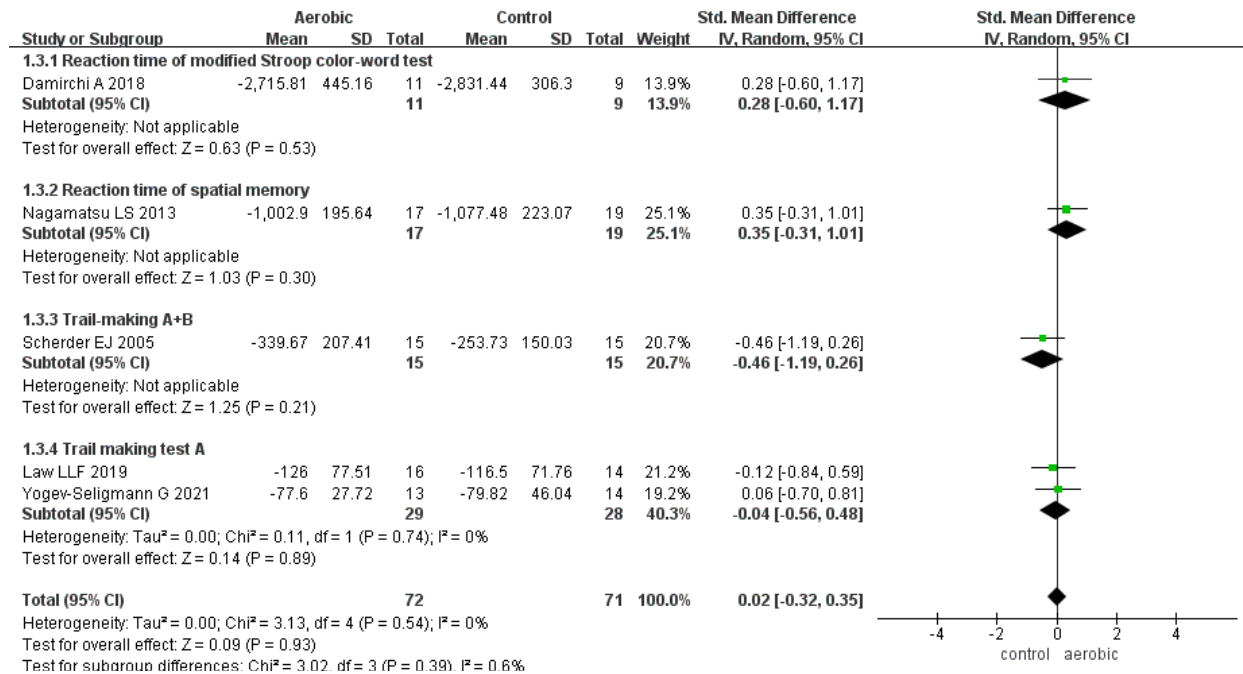 Aerobic Control Std. Mean Difference Std. Mean Difference
Study or Subgroup Mean SD Total Mean SD Total Weight IV, Random, 95% CI IV, Random, 95% CI
1.3.1 Reaction time of modified Stroop color-word test
Damirchi A 2018 -2,715.81 445.16 11 -2,831.44 306.3 9 13.9% 0.28 [-0.60, 1.17]
Subtotal (95% CI) 11 9 13.9% 0.28 [-0.60, 1.17]
Heterogeneity: Not applicable
Test for overall effect: Z = 0.63 (P = 0.53)
1.3.2 Reaction time of spatial memory
Nagamatsu LS 2013 -1,002.9 195.64 17 -1,077.48 223.07 19 25.1% 0.35 [-0.31, 1.01]
Subtotal (95% CI) 17 19 25.1% 0.35 [-0.31, 1.01]
Heterogeneity: Not applicable
Test for overall effect: Z = 1.03 (P = 0.30)
1.3.3 Trail-making A+B
Scherder EJ 2005 -339.67 207.41 15 -253.73 150.03 15 20.7% -0.46 [-1.19, 0.26]
Subtotal (95% CI) 15 15 20.7% -0.46 [-1.19, 0.26]
Heterogeneity: Not applicable
Test for overall effect: Z = 1.25 (P = 0.21)
1.3.4 Trail making test A
Law LLF 2019 -126 77.51 16 -116.5 71.76 14 21.2% -0.12 [-0.84, 0.59]
Yogev-Seligmann G 2021 -77.6 27.72 13 -79.82 46.04 14 19.2% 0.06 [-0.70, 0.81]
Subtotal (95% CI) 29 28 40.3% -0.04 [-0.56, 0.48]
Heterogeneity: Tau² = 0.00; Chi² = 0.11, df = 1 (P = 0.74); I² = 0%
Test for overall effect: Z = 0.14 (P = 0.89)
Total (95% CI) 72 71 100.0% 0.02 [-0.32, 0.35]
Heterogeneity: Tau² = 0.00; Chi² = 3.13, df = 4 (P = 0.54); I² = 0%
Test for overall effect: Z = 0.09 (P = 0.93)
Test for subgroup differences: Chi² = 3.02, df = 3 (P = 0.39), I² = 0.6%
-4 -2 0 2 4
control aerobic